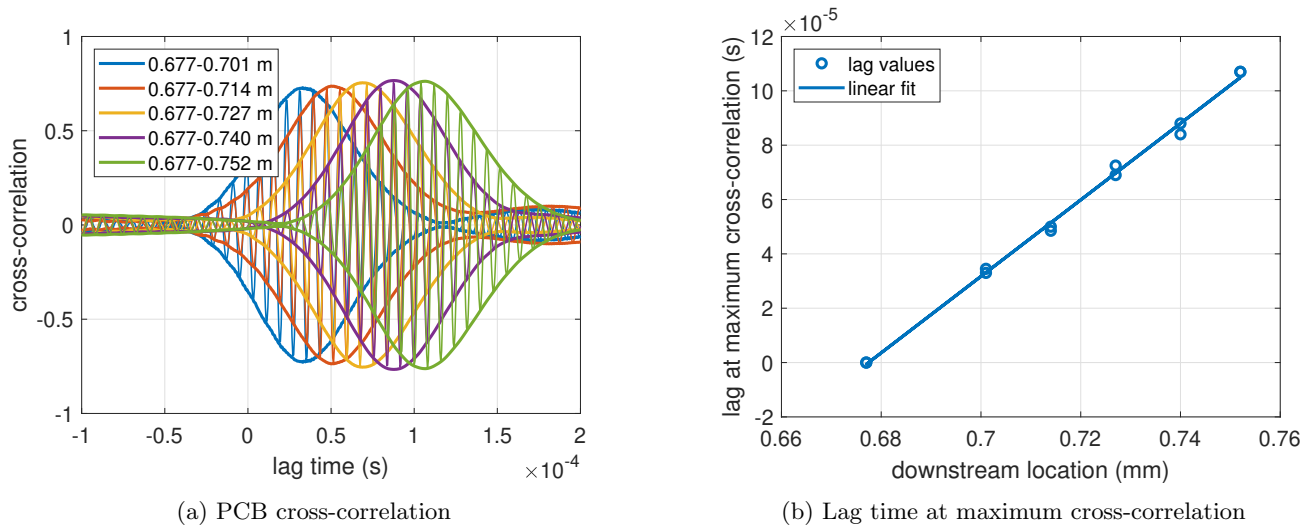 1
0.5
0
-0.5
-1
-1 -0.5 0 0.5 1 1.5 2
×10⁻⁴
cross-correlation
lag time (s)
0.677-0.701 m
0.677-0.714 m
0.677-0.727 m
0.677-0.740 m
0.677-0.752 m
(a) PCB cross-correlation
×10⁻⁵
12
10
8
6
4
2
0
-2
0.66 0.68 0.7 0.72 0.74 0.76
lag at maximum cross-correlation (s)
downstream location (mm)
lag values
linear fit
(b) Lag time at maximum cross-correlation